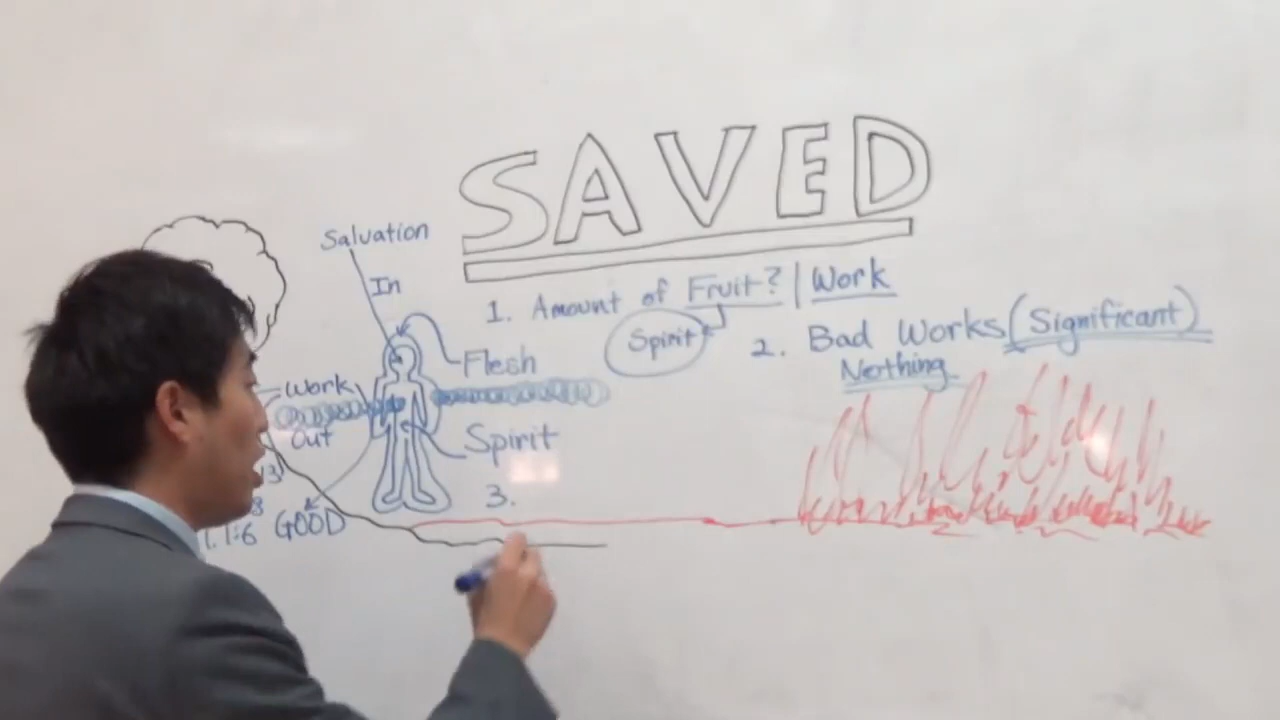 SAVED
Salvation
In
1. Amount of Fruit? | Work
Spirit
2. Bad Works (Significant)
Nothing
Flesh
Work
Out
Spirit
13
8
1:6 GOOD
3.